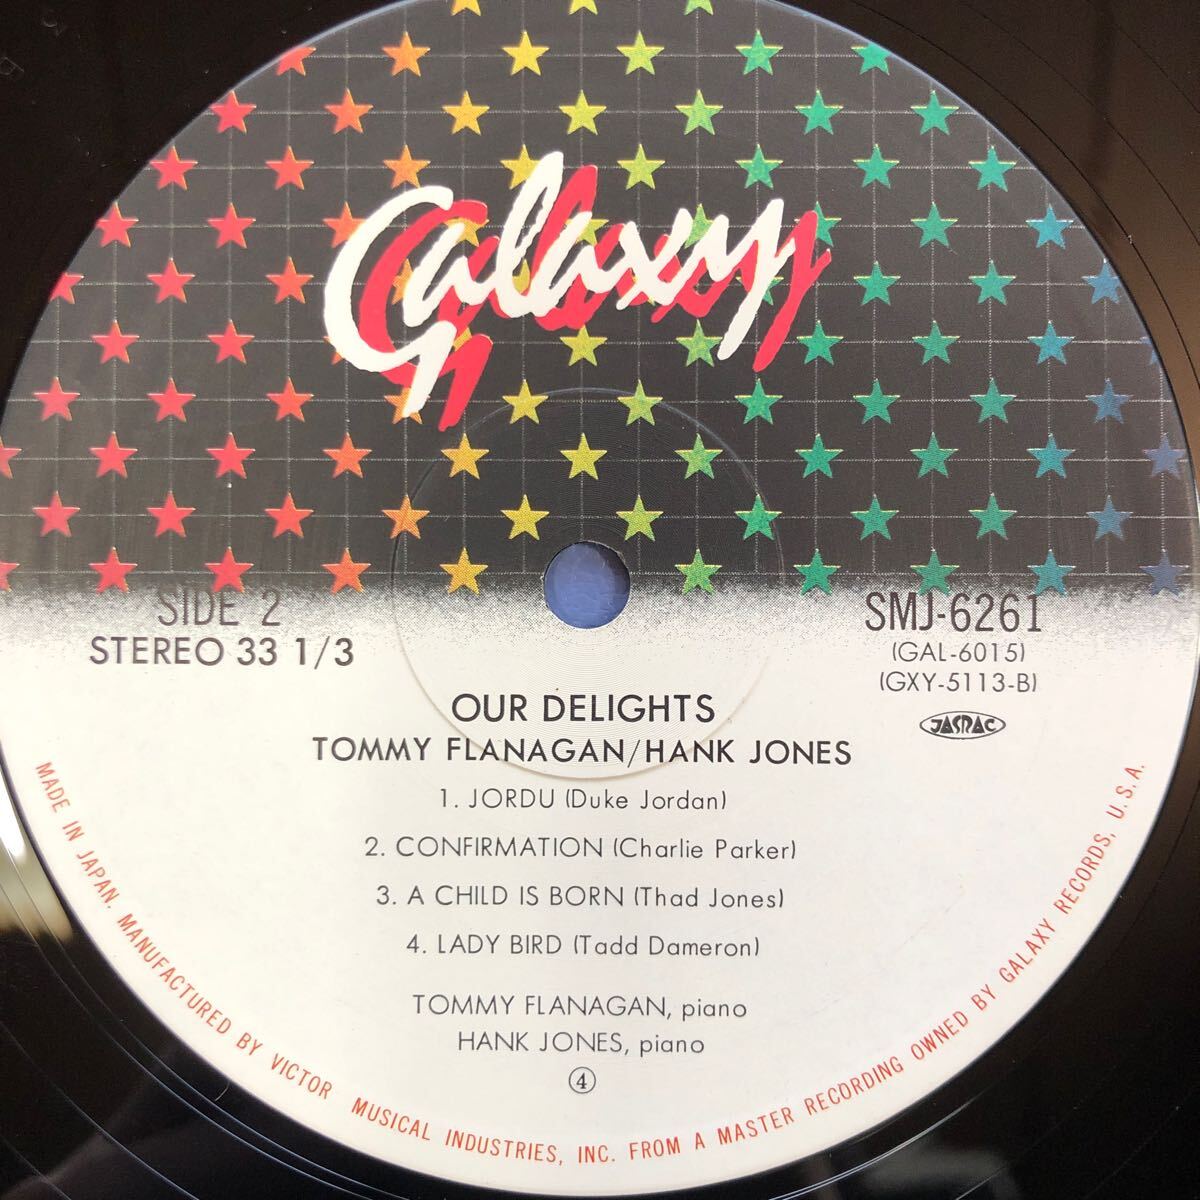 Galaxy
SIDE 2
STEREO 33 1/3
SMJ-6261
(GAL-6015)
(GXY-5113-B)
JASRAC
OUR DELIGHTS
TOMMY FLANAGAN/HANK JONES
1. JORDU (Duke Jordan)
2. CONFIRMATION (Charlie Parker)
3. A CHILD IS BORN (Thad Jones)
4. LADY BIRD (Tadd Dameron)
TOMMY FLANAGAN, piano
HANK JONES, piano
④
MADE IN JAPAN. MANUFACTURED BY VICTOR MUSICAL INDUSTRIES, INC. FROM A MASTER RECORDING OWNED BY GALAXY RECORDS, U.S.A.